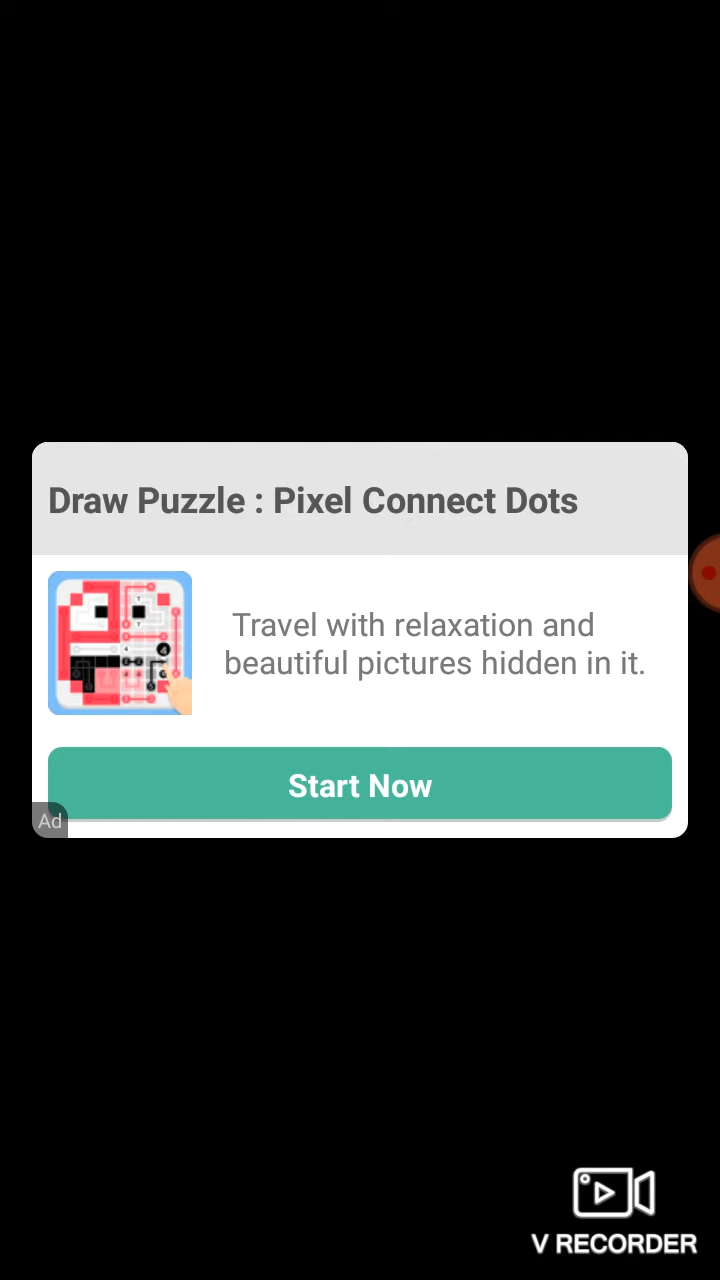 Draw Puzzle : Pixel Connect Dots
Travel with relaxation and
beautiful pictures hidden in it.
Start Now
Ad
V RECORDER